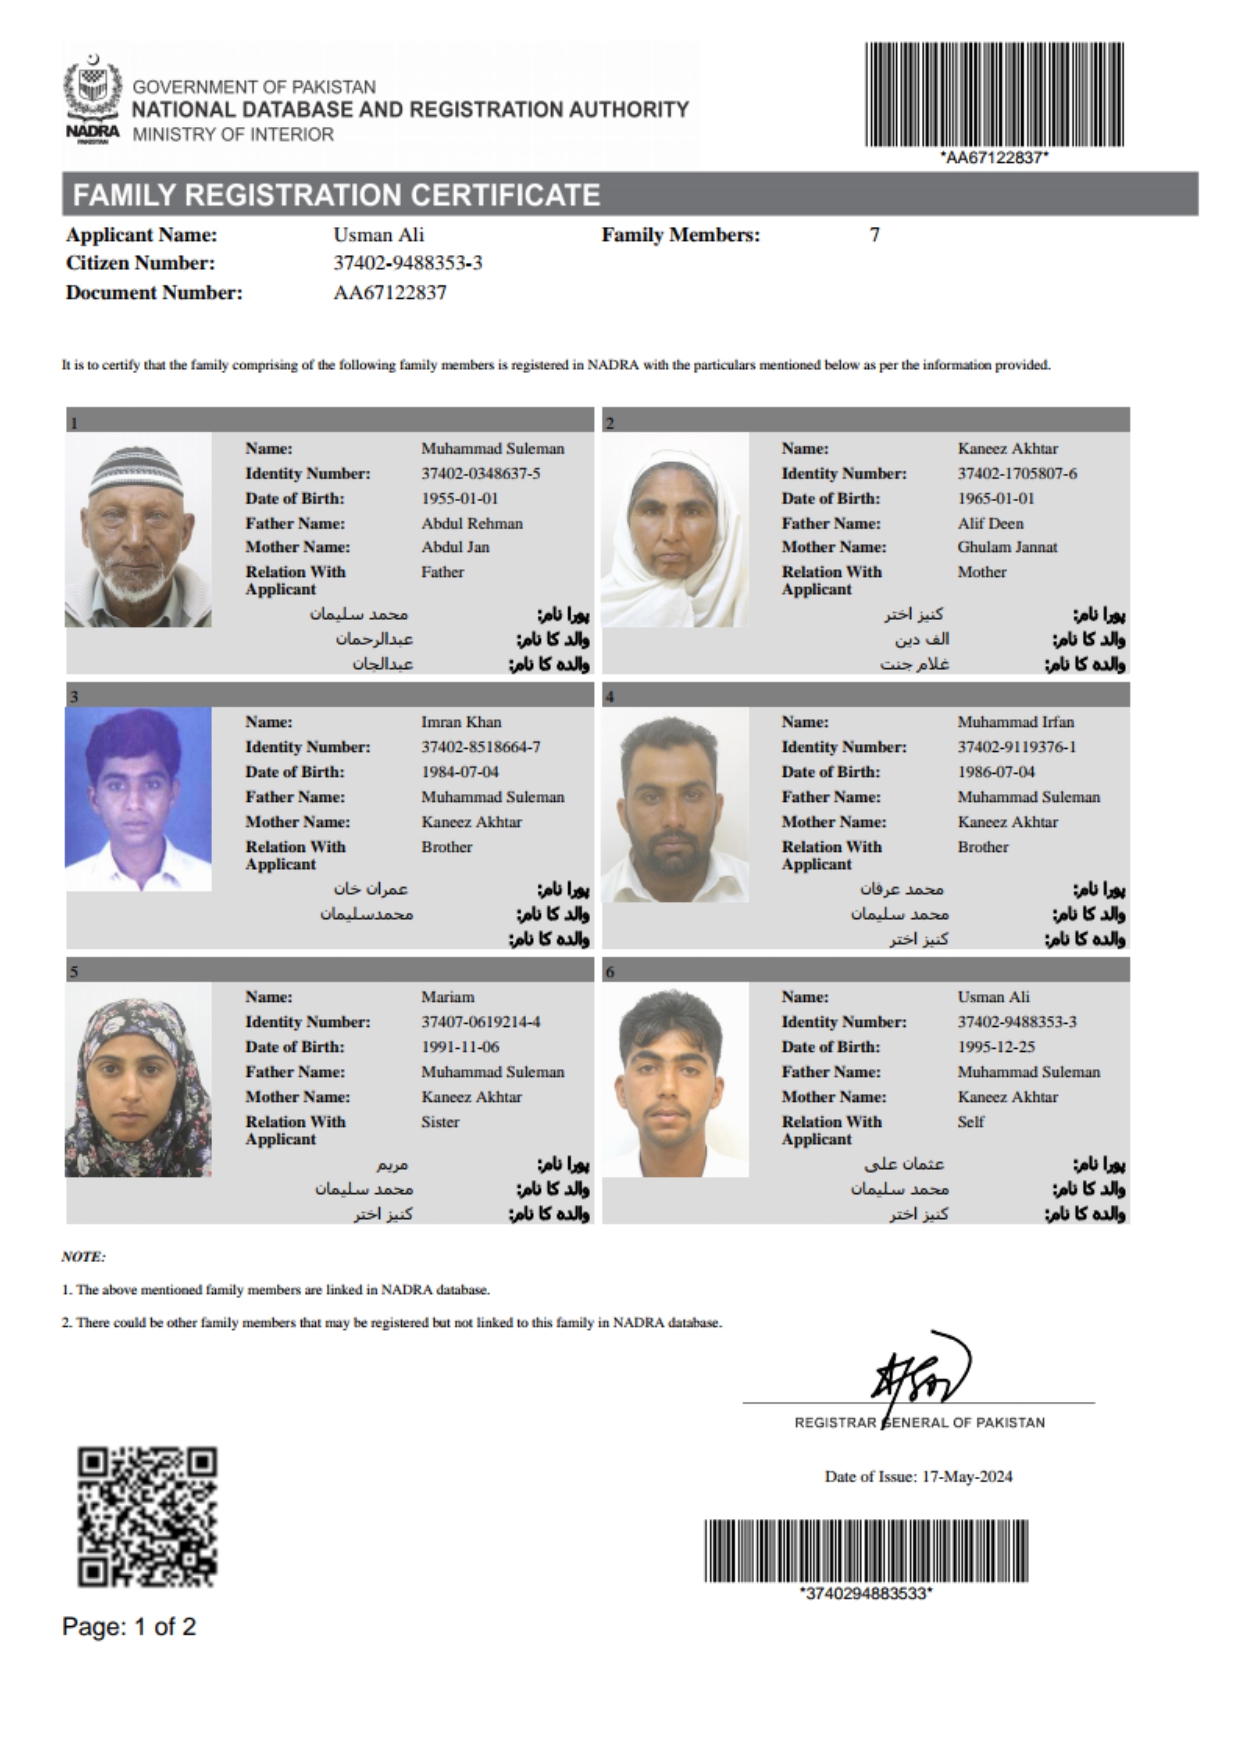 GOVERNMENT OF PAKISTAN
NATIONAL DATABASE AND REGISTRATION AUTHORITY
MINISTRY OF INTERIOR
NADRA
PAKISTAN
*AA67122837*
FAMILY REGISTRATION CERTIFICATE
Applicant Name: Usman Ali Family Members: 7
Citizen Number: 37402-9488353-3
Document Number: AA67122837
It is to certify that the family comprising of the following family members is registered in NADRA with the particulars mentioned below as per the information provided.
1
Name: Muhammad Suleman
Identity Number: 37402-0348637-5
Date of Birth: 1955-01-01
Father Name: Abdul Rehman
Mother Name: Abdul Jan
Relation With Father
Applicant
پورا نام: محمد سلیمان
والد کا نام: عبدالرحمان
والدہ کا نام: عبدالجان
2
Name: Kaneez Akhtar
Identity Number: 37402-1705807-6
Date of Birth: 1965-01-01
Father Name: Alif Deen
Mother Name: Ghulam Jannat
Relation With Mother
Applicant
پورا نام: کنیز اختر
والد کا نام: الف دین
والدہ کا نام: غلام جنت
3
Name: Imran Khan
Identity Number: 37402-8518664-7
Date of Birth: 1984-07-04
Father Name: Muhammad Suleman
Mother Name: Kaneez Akhtar
Relation With Brother
Applicant
پورا نام: عمران خان
والد کا نام: محمدسلیمان
والدہ کا نام:
4
Name: Muhammad Irfan
Identity Number: 37402-9119376-1
Date of Birth: 1986-07-04
Father Name: Muhammad Suleman
Mother Name: Kaneez Akhtar
Relation With Brother
Applicant
پورا نام: محمد عرفان
والد کا نام: محمد سلیمان
والدہ کا نام: کنیز اختر
5
Name: Mariam
Identity Number: 37407-0619214-4
Date of Birth: 1991-11-06
Father Name: Muhammad Suleman
Mother Name: Kaneez Akhtar
Relation With Sister
Applicant
پورا نام: مریم
والد کا نام: محمد سلیمان
والدہ کا نام: کنیز اختر
6
Name: Usman Ali
Identity Number: 37402-9488353-3
Date of Birth: 1995-12-25
Father Name: Muhammad Suleman
Mother Name: Kaneez Akhtar
Relation With Self
Applicant
پورا نام: عثمان علی
والد کا نام: محمد سلیمان
والدہ کا نام: کنیز اختر
NOTE:
1. The above mentioned family members are linked in NADRA database.
2. There could be other family members that may be registered but not linked to this family in NADRA database.
REGISTRAR GENERAL OF PAKISTAN
Date of Issue: 17-May-2024
*3740294883533*
Page: 1 of 2